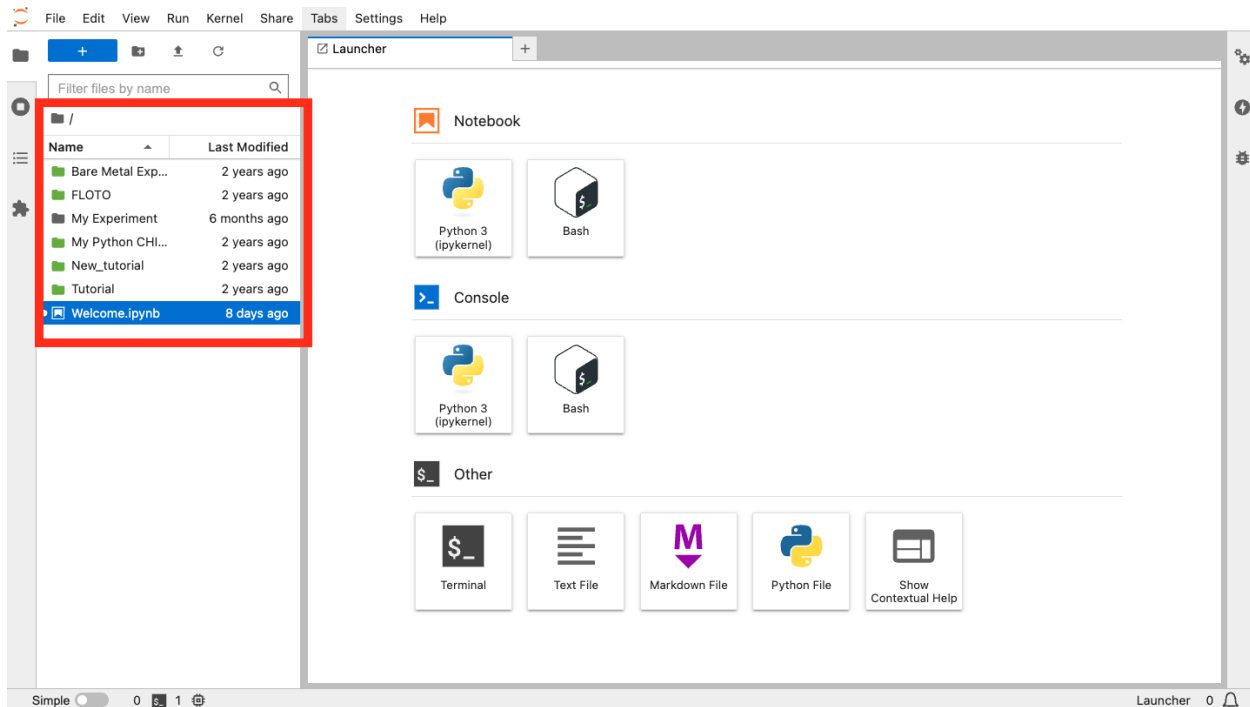 File Edit View Run Kernel Share Tabs Settings Help
+
Launcher
+
Filter files by name
/
Name Last Modified
Bare Metal Exp... 2 years ago
FLOTO 2 years ago
My Experiment 6 months ago
My Python CHI... 2 years ago
New_tutorial 2 years ago
Tutorial 2 years ago
Welcome.ipynb 8 days ago
Notebook
Python 3
(ipykernel)
$_
Bash
>_ Console
Python 3
(ipykernel)
$_
Bash
$_ Other
$_
Terminal
Text File
M
Markdown File
Python File
Show
Contextual Help
Simple 0 $_ 1
Launcher 0